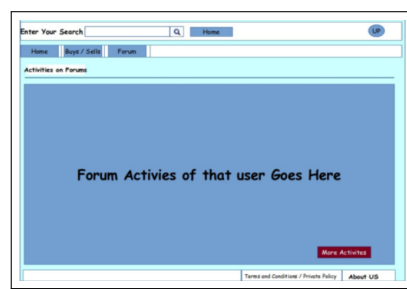 Enter Your Search Home UP
Home Buys / Sells Forum
Activities on Forums
Forum Activies of that user Goes Here
More Activites
Terms and Conditions / Private Policy About US